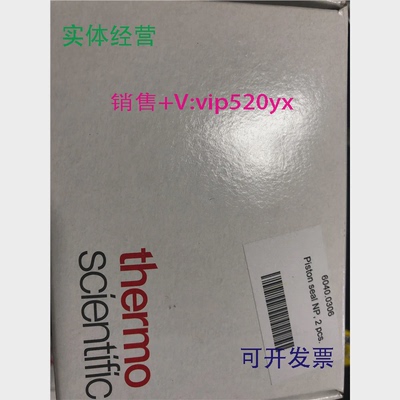 实体经营
销售+V:vip520yx
thermo
scientific
6040.0306
Piston seal NP, 2 pcs.
可开发票